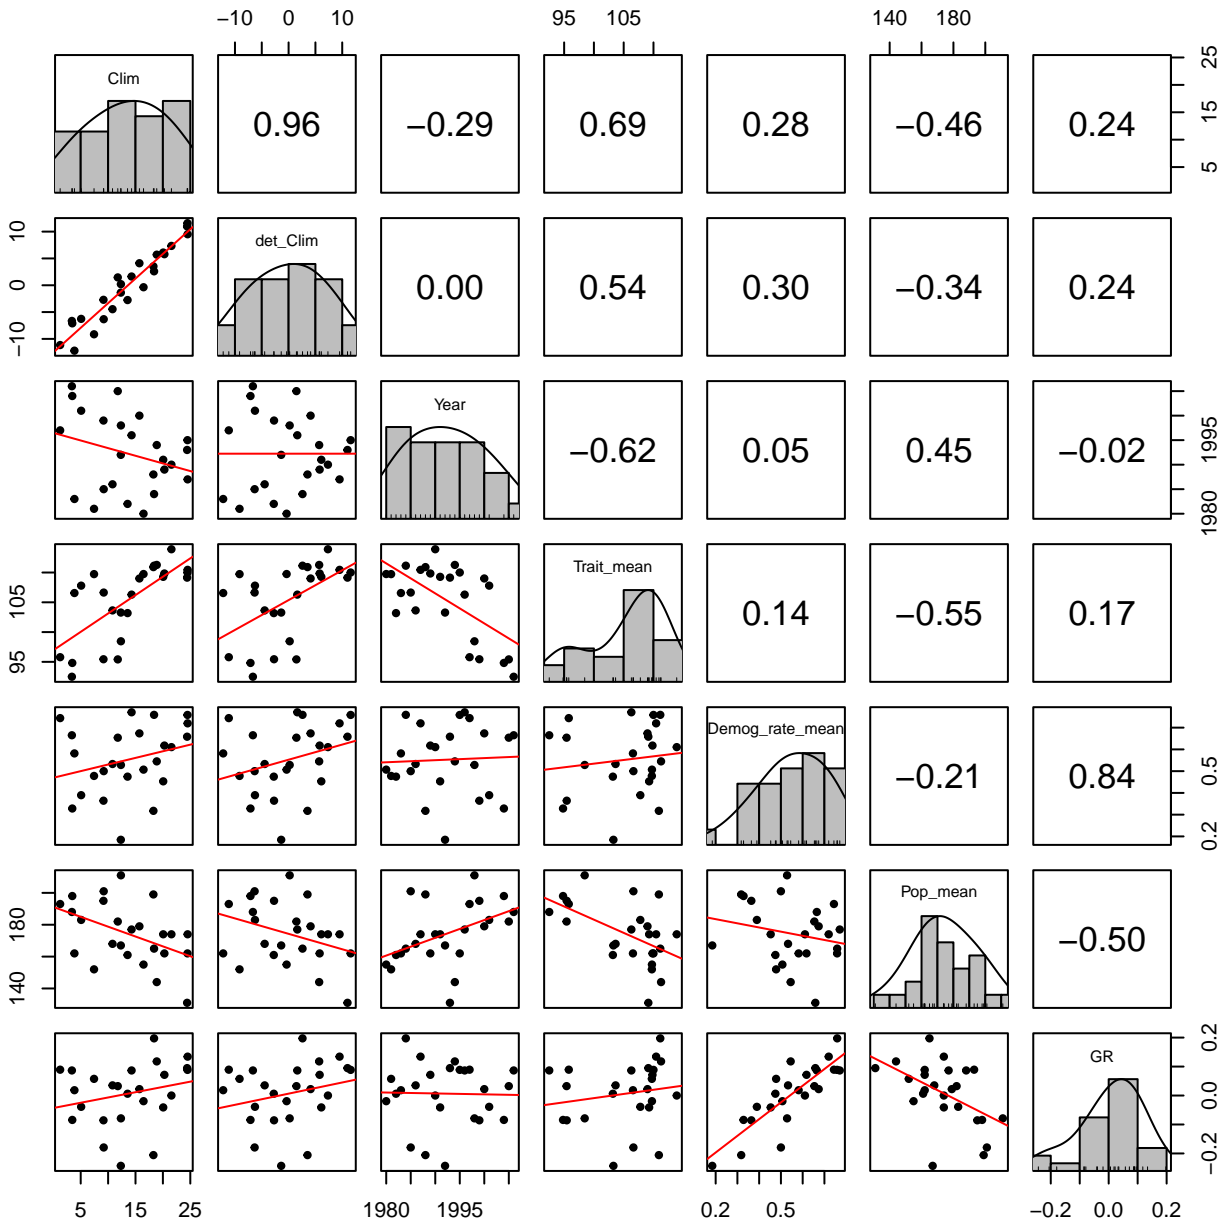 −10 0 10 95 105 140 180
Clim 0.96 −0.29 0.69 0.28 −0.46 0.24 5 15 25
−10 0 10 det_Clim 0.00 0.54 0.30 −0.34 0.24
Year −0.62 0.05 0.45 −0.02 1980 1995
95 105 Trait_mean 0.14 −0.55 0.17
Demog_rate_mean −0.21 0.84 0.2 0.5
140 180 Pop_mean −0.50
GR −0.2 0.0 0.2
5 15 25 1980 1995 0.2 0.5 −0.2 0.0 0.2